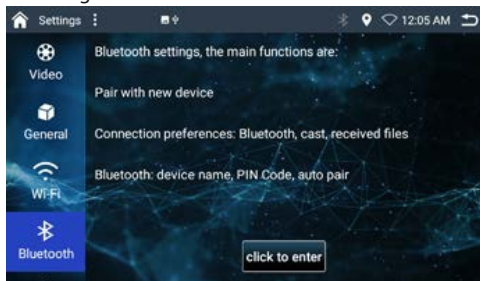 Settings
12:05 AM
Video
General
Wi-Fi
Bluetooth
Bluetooth settings, the main functions are:
Pair with new device
Connection preferences: Bluetooth, cast, received files
Bluetooth: device name, PIN Code, auto pair
click to enter